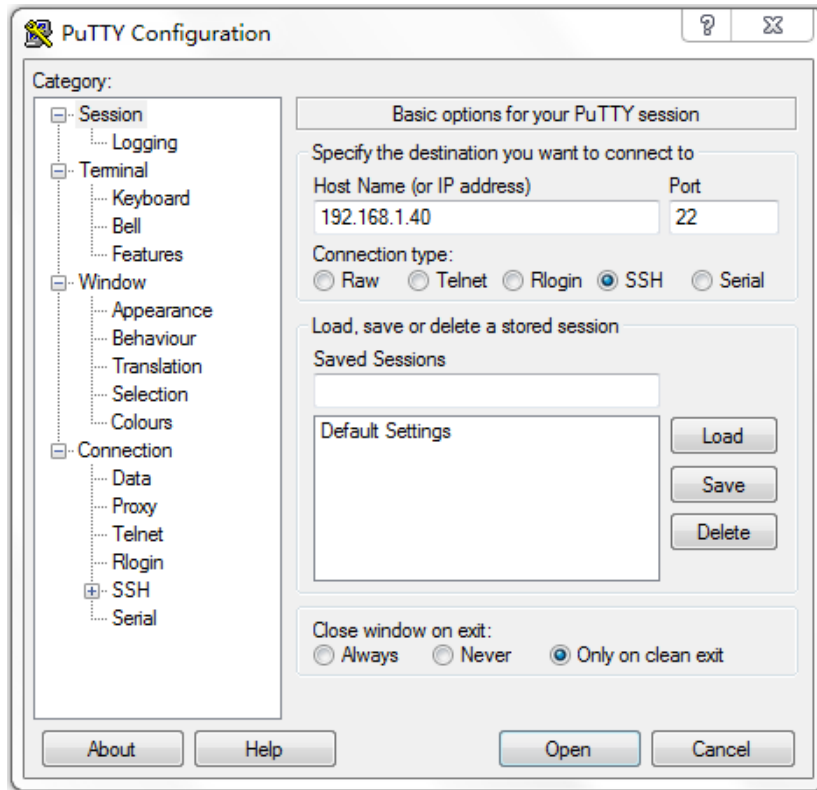 PuTTY Configuration
Category:
Session
Logging
Terminal
Keyboard
Bell
Features
Window
Appearance
Behaviour
Translation
Selection
Colours
Connection
Data
Proxy
Telnet
Rlogin
SSH
Serial
Basic options for your PuTTY session
Specify the destination you want to connect to
Host Name (or IP address) Port
192.168.1.40 22
Connection type:
Raw Telnet Rlogin SSH Serial
Load, save or delete a stored session
Saved Sessions
Default Settings
Load
Save
Delete
Close window on exit:
Always Never Only on clean exit
About Help Open Cancel